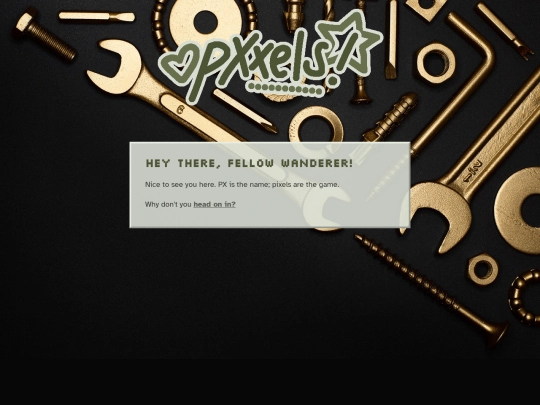 pXxels
HEY THERE, FELLOW WANDERER!
Nice to see you here. PX is the name; pixels are the game.
Why don't you head on in?